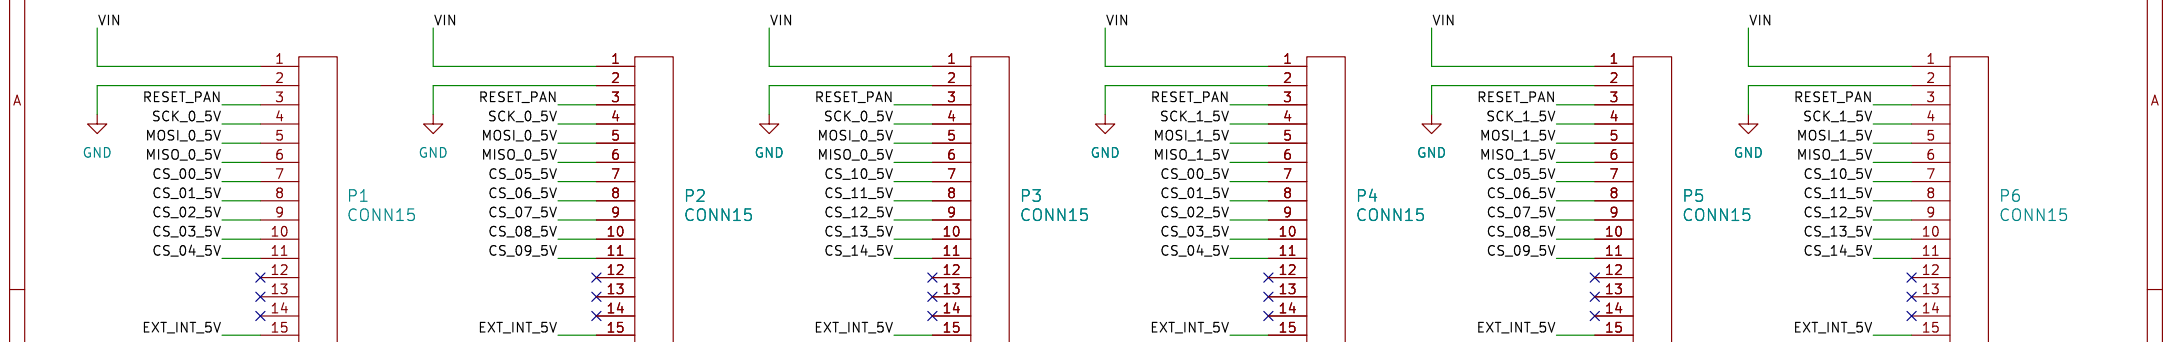 VIN VIN VIN VIN VIN VIN
1 1 1 1 1 1
2 2 2 2 2 2
A RESET_PAN 3 RESET_PAN 3 RESET_PAN 3 RESET_PAN 3 RESET_PAN 3 RESET_PAN 3 A
SCK_0_5V 4 SCK_0_5V 4 SCK_0_5V 4 SCK_1_5V 4 SCK_1_5V 4 SCK_1_5V 4
MOSI_0_5V 5 MOSI_0_5V 5 MOSI_0_5V 5 MOSI_1_5V 5 MOSI_1_5V 5 MOSI_1_5V 5
GND MISO_0_5V 6 GND MISO_0_5V 6 GND MISO_0_5V 6 GND MISO_1_5V 6 GND MISO_1_5V 6 GND MISO_1_5V 6
CS_00_5V 7 CS_05_5V 7 CS_10_5V 7 CS_00_5V 7 CS_05_5V 7 CS_10_5V 7
CS_01_5V 8 P1 CS_06_5V 8 P2 CS_11_5V 8 P3 CS_01_5V 8 P4 CS_06_5V 8 P5 CS_11_5V 8 P6
CS_02_5V 9 CONN15 CS_07_5V 9 CONN15 CS_12_5V 9 CONN15 CS_02_5V 9 CONN15 CS_07_5V 9 CONN15 CS_12_5V 9 CONN15
CS_03_5V 10 CS_08_5V 10 CS_13_5V 10 CS_03_5V 10 CS_08_5V 10 CS_13_5V 10
CS_04_5V 11 CS_09_5V 11 CS_14_5V 11 CS_04_5V 11 CS_09_5V 11 CS_14_5V 11
12 12 12 12 12 12
13 13 13 13 13 13
14 14 14 14 14 14
EXT_INT_5V 15 EXT_INT_5V 15 EXT_INT_5V 15 EXT_INT_5V 15 EXT_INT_5V 15 EXT_INT_5V 15